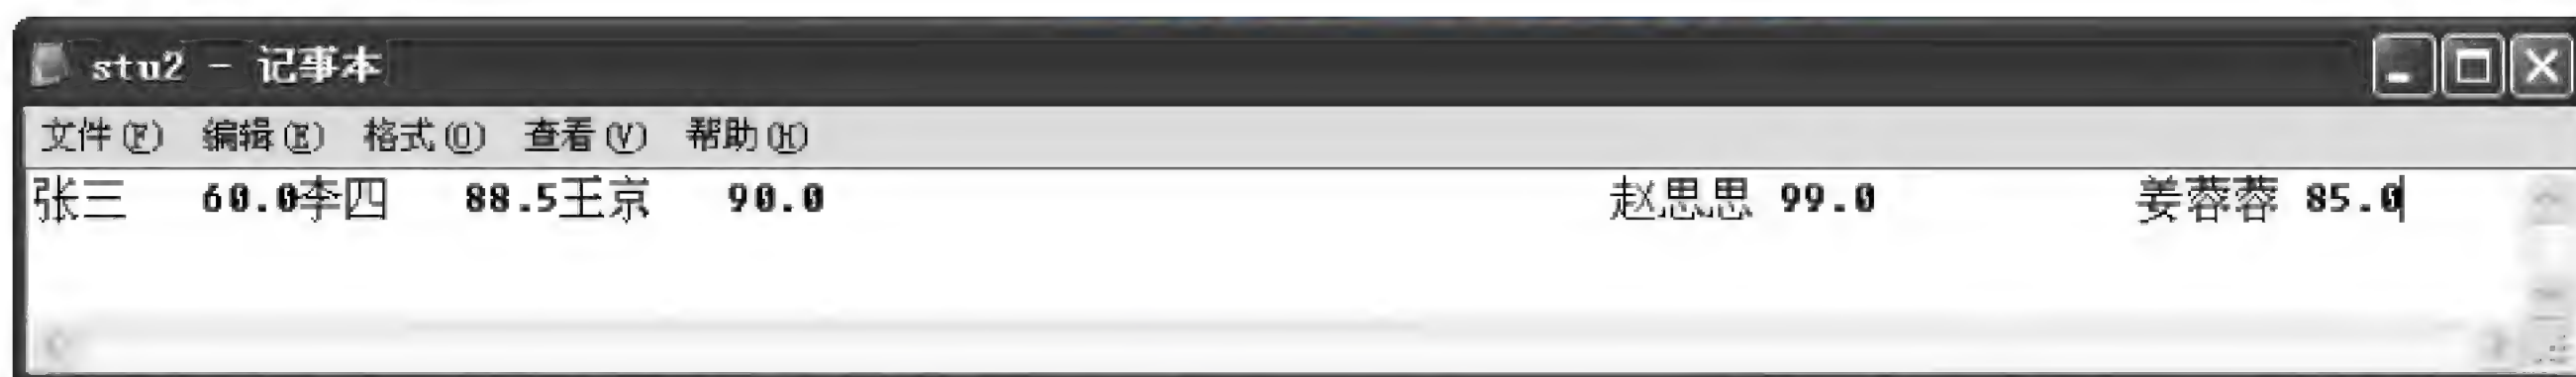 stu2 - 记事本
文件(F) 编辑(E) 格式(O) 查看(V) 帮助(H)
张三   60.0李四   88.5王京   90.0                              赵思思 99.0          姜蓉蓉 85.0